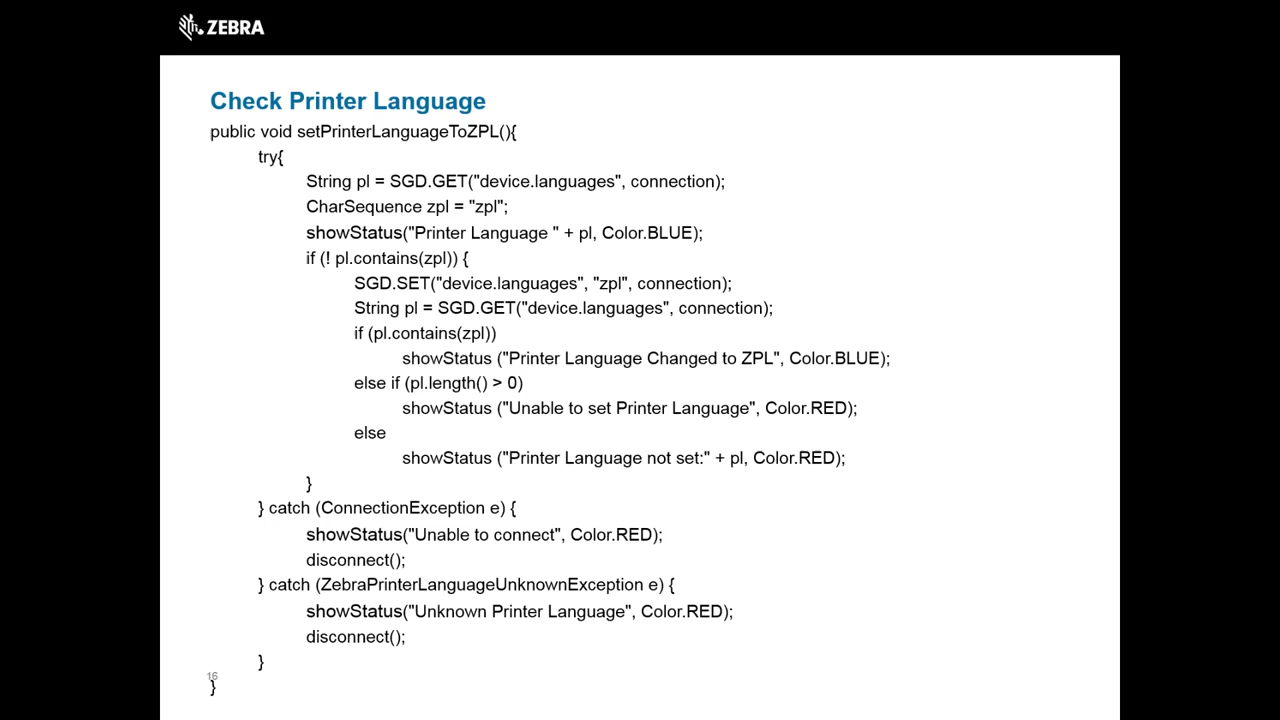 ZEBRA
Check Printer Language
public void setPrinterLanguageToZPL(){
try{
String pl = SGD.GET("device.languages", connection);
CharSequence zpl = "zpl";
showStatus("Printer Language " + pl, Color.BLUE);
if (! pl.contains(zpl)) {
SGD.SET("device.languages", "zpl", connection);
String pl = SGD.GET("device.languages", connection);
if (pl.contains(zpl))
showStatus ("Printer Language Changed to ZPL", Color.BLUE);
else if (pl.length() > 0)
showStatus ("Unable to set Printer Language", Color.RED);
else
showStatus ("Printer Language not set:" + pl, Color.RED);
}
} catch (ConnectionException e) {
showStatus("Unable to connect", Color.RED);
disconnect();
} catch (ZebraPrinterLanguageUnknownException e) {
showStatus("Unknown Printer Language", Color.RED);
disconnect();
}
16
}